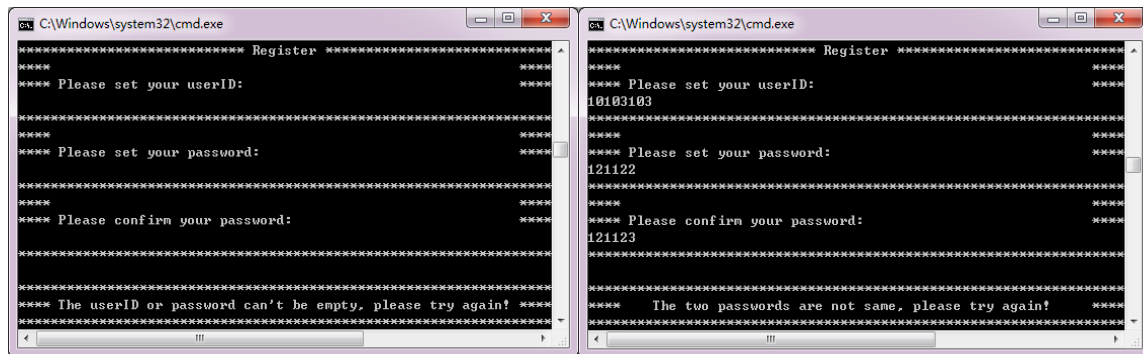 C:\Windows\system32\cmd.exe
**************************** Register ****************************
**** ****
**** Please set your userID: ****
******************************************************************
**** ****
**** Please set your password: ****
******************************************************************
**** ****
**** Please confirm your password: ****
******************************************************************
******************************************************************
**** The userID or password can't be empty, please try again! ****
******************************************************************
C:\Windows\system32\cmd.exe
**************************** Register ****************************
**** ****
**** Please set your userID: ****
10103103
******************************************************************
**** ****
**** Please set your password: ****
121122
******************************************************************
**** ****
**** Please confirm your password: ****
121123
******************************************************************
******************************************************************
**** The two passwords are not same, please try again! ****
******************************************************************